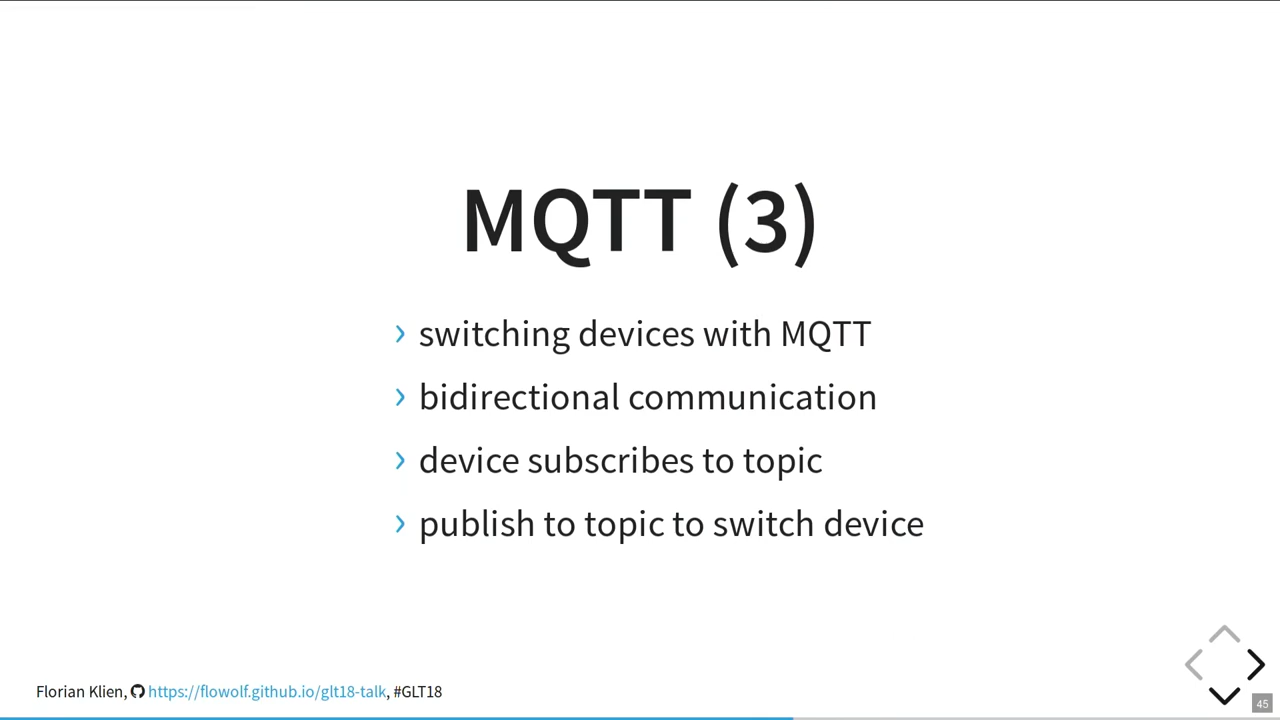 MQTT (3)
switching devices with MQTT
bidirectional communication
device subscribes to topic
publish to topic to switch device
Florian Klien, https://flowolf.github.io/glt18-talk, #GLT18
45